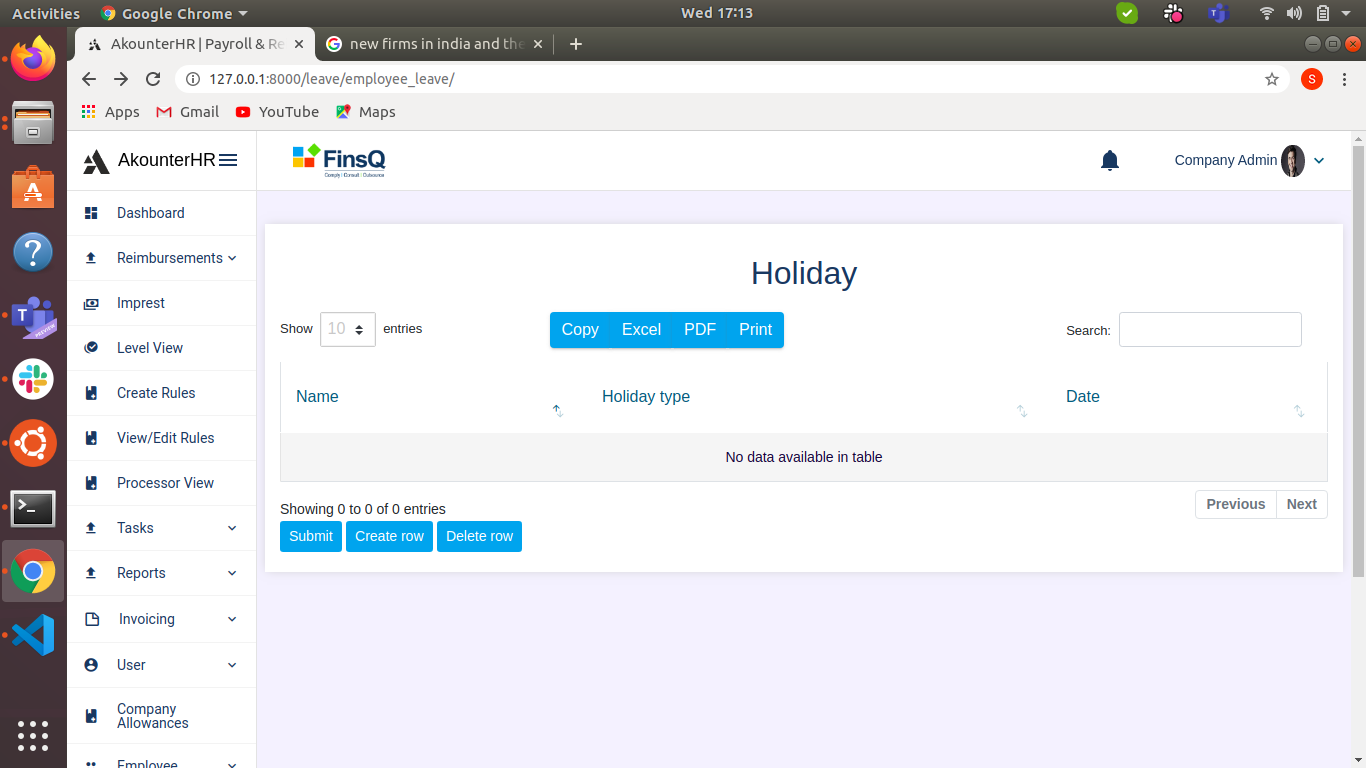 Activities
Google Chrome
Wed 17:13
AkounterHR | Payroll & Re
new firms in india and the
127.0.0.1:8000/leave/employee_leave/
S
Apps
Gmail
YouTube
Maps
AkounterHR
FinsQ
Comply | Consult | Outsource
Company Admin
Dashboard
Reimbursements
Imprest
Level View
Create Rules
View/Edit Rules
Processor View
Tasks
Reports
Invoicing
User
Company
Allowances
Employee
Holiday
Show 10 entries
Copy Excel PDF Print
Search:
Name Holiday type Date
No data available in table
Showing 0 to 0 of 0 entries
Previous Next
Submit Create row Delete row